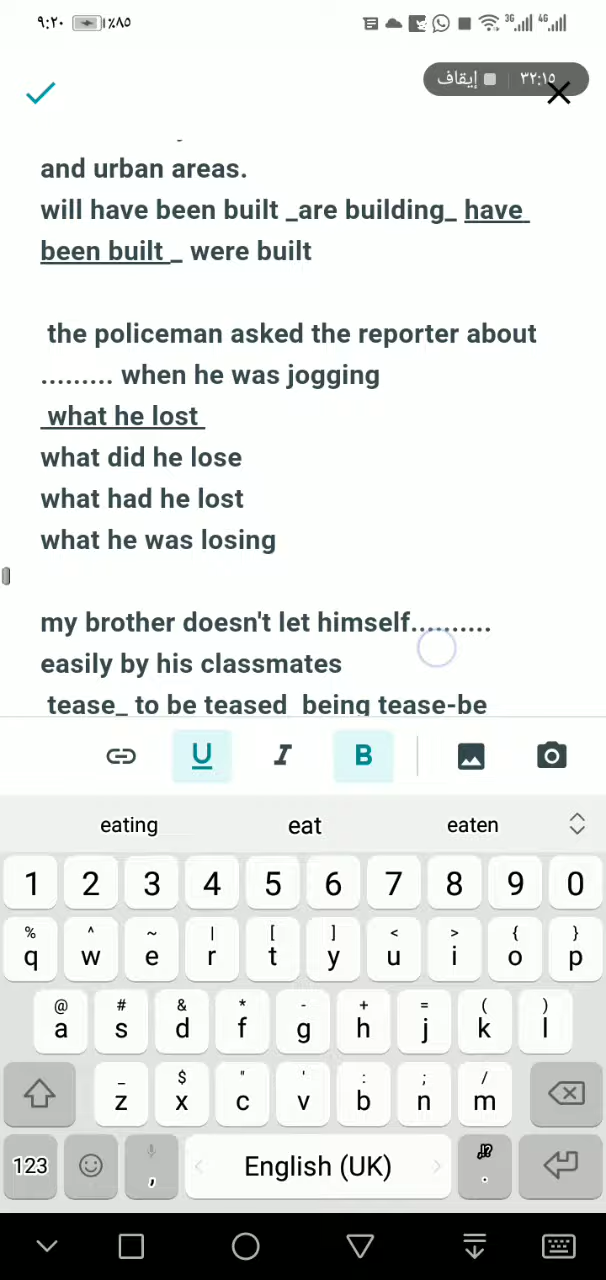 ٩:٢٠ ٪٨٥
3G 4G
إيقاف ٣٢:١٥
and urban areas.
will have been built _are building_ have
been built _ were built
the policeman asked the reporter about
......... when he was jogging
what he lost
what did he lose
what had he lost
what he was losing
my brother doesn't let himself..........
easily by his classmates
tease_ to be teased being tease-be
U I B
eating eat eaten
1 2 3 4 5 6 7 8 9 0
% ^ ~ | [ ] < > { }
q w e r t y u i o p
@ # & * - + = ( )
a s d f g h j k l
_ $ " ' : ; /
z x c v b n m
123 , English (UK) .